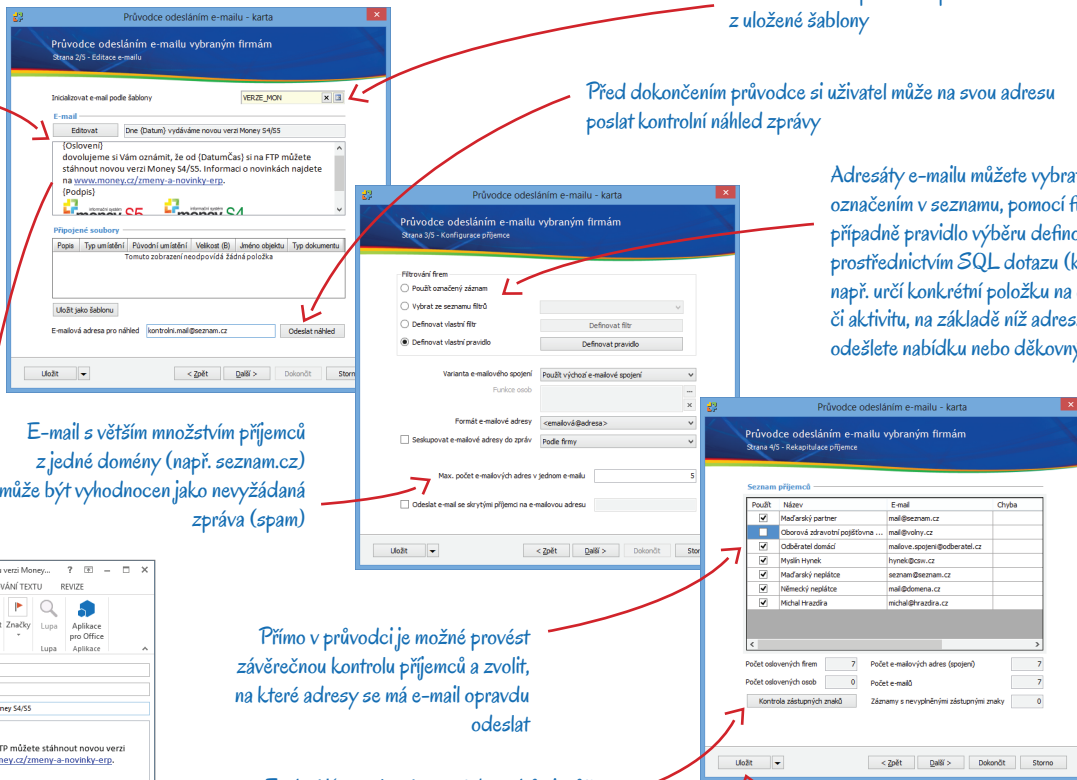 Průvodce odesláním e-mailu - karta
Průvodce odesláním e-mailu vybraným firmám
Strana 2/5 - Editace e-mailu
Inicializovat e-mail podle šablony VERZE_MON
E-mail
Editovat Dne {Datum} vydáváme novou verzi Money S4/S5
{Oslovení}
dovolujeme si Vám oznámit, že od {DatumČas} si na FTP můžete
stáhnout novou verzi Money S4/S5. Informaci o novinkách najdete
na www.money.cz/zmeny-a-novinky-erp.
{Podpis}
informační systém money S5 informační systém money S4
Připojené soubory
Popis Typ umístění Původní umístění Velikost (B) Jméno objektu Typ dokumentu
Tomuto zobrazení neodpovídá žádná položka
Uložit jako šablonu
E-mailová adresa pro náhled kontrolni.mail@seznam.cz Odeslat náhled
Uložit < Zpět Další > Dokončit Storn
z uložené šablony
Před dokončením průvodce si uživatel může na svou adresu
poslat kontrolní náhled zprávy
Adresáty e-mailu můžete vybrat
označením v seznamu, pomocí
případně pravidlo výběru
prostřednictvím SQL dotazu
např. určí konkrétní položku na
či aktivitu, na základě níž
odešlete nabídku nebo
Průvodce odesláním e-mailu - karta
Průvodce odesláním e-mailu vybraným firmám
Strana 3/5 - Konfigurace příjemce
Filtrování firem
Použít označený záznam
Vybrat ze seznamu filtrů
Definovat vlastní filtr Definovat filtr
Definovat vlastní pravidlo Definovat pravidlo
Varianta e-mailového spojení Použít výchozí e-mailové spojení
Funkce osob
Formát e-mailové adresy <emailová@adresa>
Seskupovat e-mailové adresy do zpráv Podle firmy
Max. počet e-mailových adres v jednom e-mailu 5
Odeslat e-mail se skrytými příjemci na e-mailovou adresu
Uložit < Zpět Další > Dokončit Stor
E-mail s větším množstvím příjemců
z jedné domény (např. seznam.cz)
může být vyhodnocen jako nevyžádaná
zpráva (spam)
Průvodce odesláním e-mailu - karta
Průvodce odesláním e-mailu vybraným firmám
Strana 4/5 - Rekapitulace příjemce
Seznam příjemců
Použít Název E-mail Chyba
Maďarský partner mail@seznam.cz
Oborová zdravotní pojišťovna ... mail@volny.cz
Odběratel domácí mailove.spojeni@odberatel.cz
Myslín Hynek hynek@csw.cz
Maďarský neplátce seznam@seznam.cz
Německý neplátce mail@domena.cz
Michal Hrazdíra michal@hrazdira.cz
Počet oslovených firem 7 Počet e-mailových adres (spojení) 7
Počet oslovených osob 0 Počet e-mailů 7
Kontrola zástupných znaků Záznamy s nevyplněnými zástupnými znaky 0
Uložit < Zpět Další > Dokončit Storno
Přímo v průvodci je možné provést
závěrečnou kontrolu příjemců a zvolit,
na které adresy se má e-mail opravdu
odeslat
verzi Money...
TEXTU REVIZE
Značky Lupa Aplikace
pro Office
Lupa Aplikace
S4/S5
můžete stáhnout novou verzi